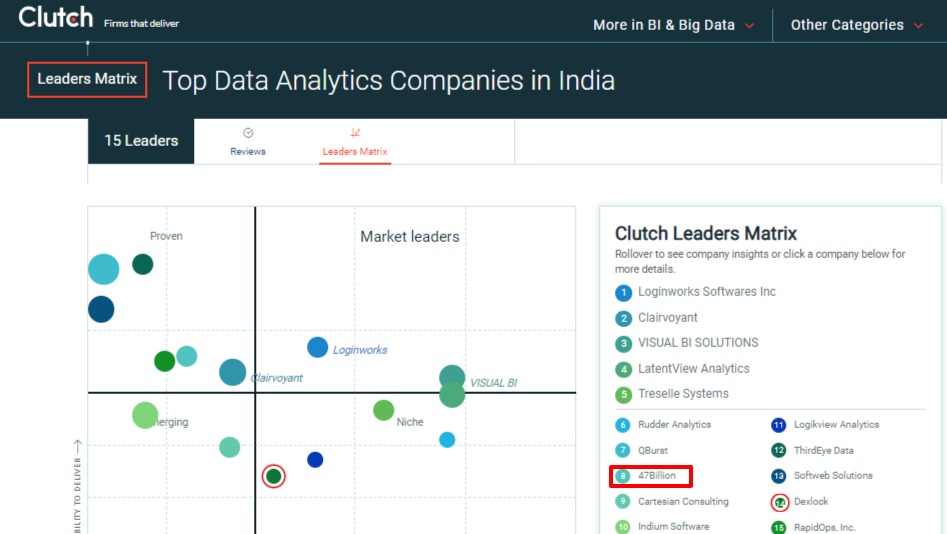 Clutch Firms that deliver
More in BI & Big Data
Other Categories
Leaders Matrix
Top Data Analytics Companies in India
15 Leaders
Reviews
Leaders Matrix
Proven
Market leaders
Loginworks
Clairvoyant
VISUAL BI
erging
Niche
BILITY TO DELIVER
Clutch Leaders Matrix
Rollover to see company insights or click a company below for
more details.
1 Loginworks Softwares Inc
2 Clairvoyant
3 VISUAL BI SOLUTIONS
4 LatentView Analytics
5 Treselle Systems
6 Rudder Analytics
7 QBurst
8 47Billion
9 Cartesian Consulting
10 Indium Software
11 Logikview Analytics
12 ThirdEye Data
13 Softweb Solutions
14 Dexlock
15 RapidOps, Inc.